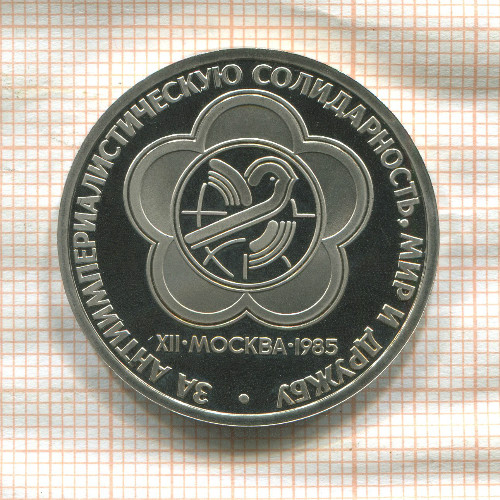 ЗА АНТИИМПЕРИАЛИСТИЧЕСКУЮ СОЛИДАРНОСТЬ, МИР И ДРУЖБУ •
XII • МОСКВА • 1985